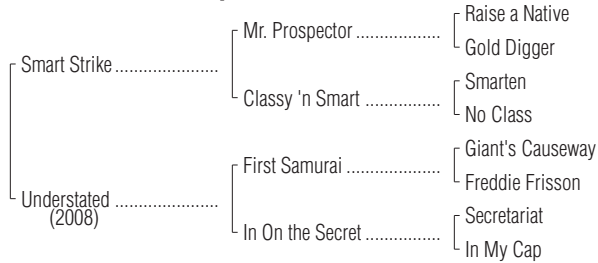 Raise a Native
Mr. Prospector ..................
Gold Digger
Smart Strike ......................
Smarten
Classy 'n Smart ................
No Class
Giant's Causeway
First Samurai ....................
Freddie Frisson
Understated ......................
(2008)
Secretariat
In On the Secret ................
In My Cap